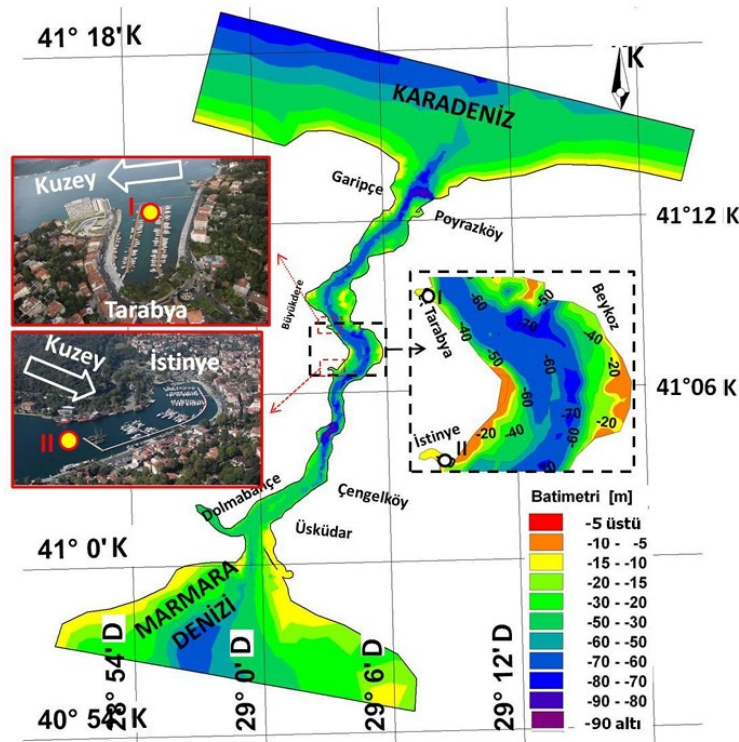 41° 18' K
K
KARADENİZ
Kuzey
I
Tarabya
Garipçe
Poyrazköy
41°12' K
Büyükdere
Kuzey
İstinye
II
I
Tarabya
Beykoz
-50
-60
-70
-40
-40
-50
-60
-20
-60
-70
-20
-40
-60
-20
-60
İstinye
II
41°06' K
Dolmabahçe
Çengelköy
Üsküdar
41° 0' K
MARMARA
DENİZİ
Batimetri [m]
-5 üstü
-10 - -5
-15 - -10
-20 - -15
-30 - -20
-50 - -30
-60 - -50
-70 - -60
-80 - -70
-90 - -80
-90 altı
28° 54' D
29° 0' D
29° 6' D
29° 12' D
40° 54' K